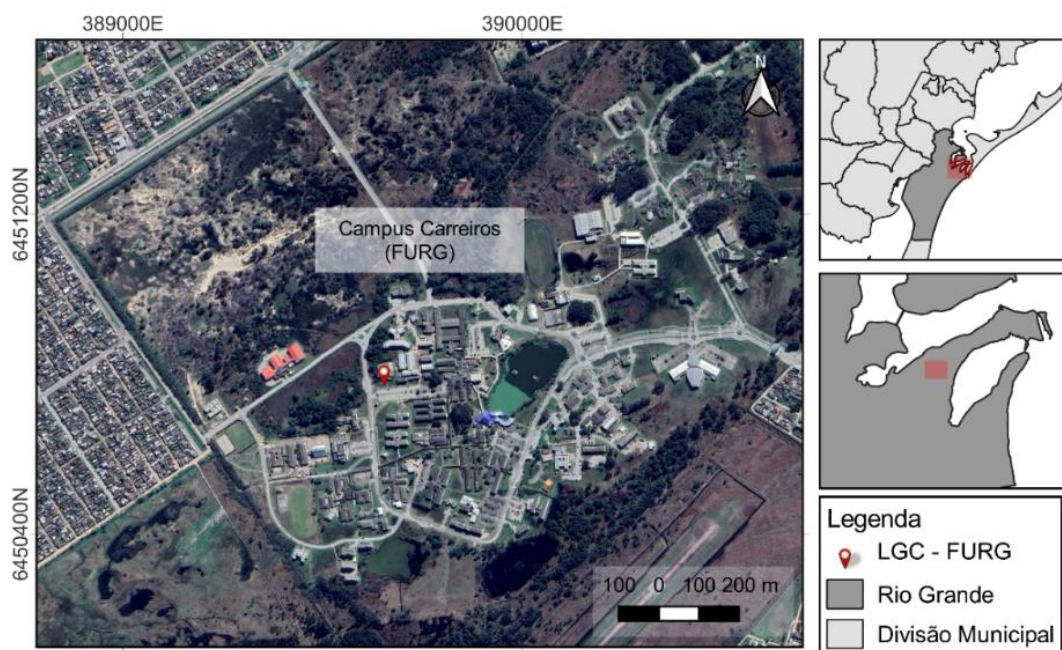 389000E
390000E
6451200N
6450400N
N
Campus Carreiros
(FURG)
100 0 100 200 m
Legenda
LGC - FURG
Rio Grande
Divisão Municipal